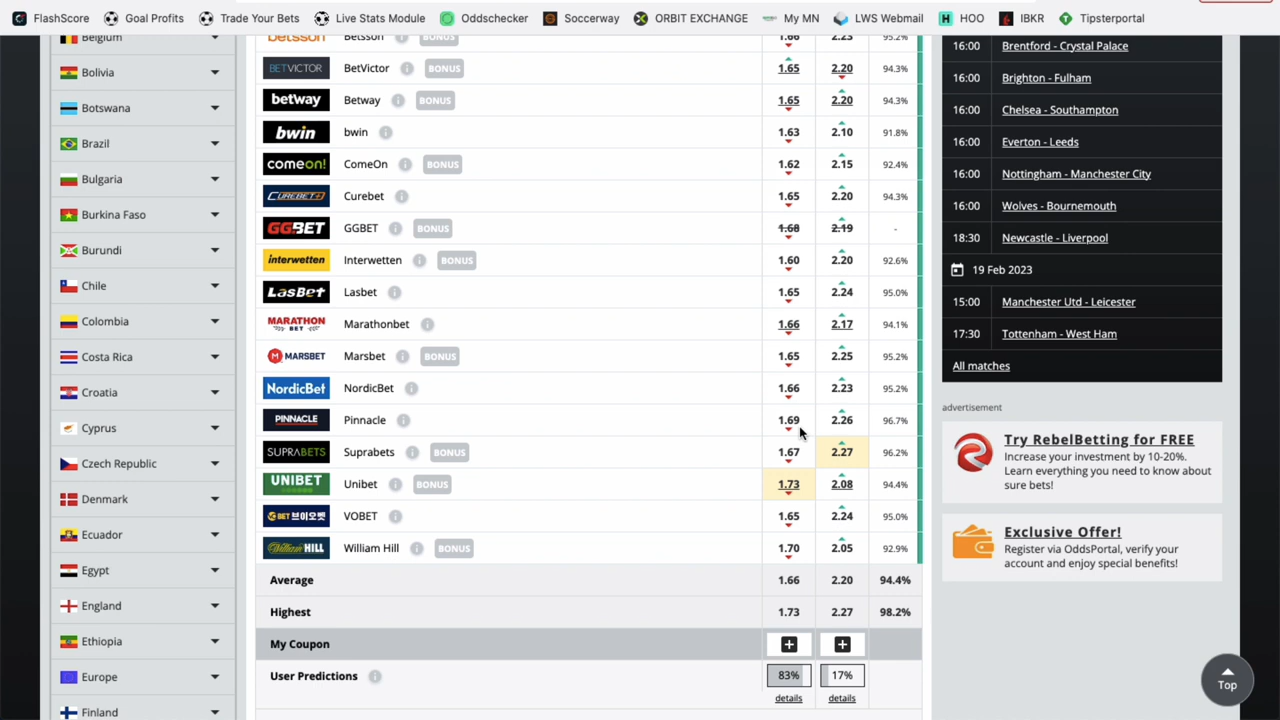 FlashScore Goal Profits Trade Your Bets Live Stats Module Oddschecker Soccerway ORBIT EXCHANGE My MN LWS Webmail HOO IBKR Tipsterportal
Belgium
Bolivia
Botswana
Brazil
Bulgaria
Burkina Faso
Burundi
Chile
Colombia
Costa Rica
Croatia
Cyprus
Czech Republic
Denmark
Ecuador
Egypt
England
Ethiopia
Europe
Finland
betsson Betsson BONUS 1.66 2.23 95.2%
BETVICTOR BetVictor BONUS 1.65 2.20 94.3%
betway Betway BONUS 1.65 2.20 94.3%
bwin bwin 1.63 2.10 91.8%
comeon! ComeOn BONUS 1.62 2.15 92.4%
CUREBET Curebet 1.65 2.20 94.3%
GGBET GGBET BONUS 1.68 2.19 -
interwetten Interwetten BONUS 1.60 2.20 92.6%
LASBET Lasbet 1.65 2.24 95.0%
MARATHON BET Marathonbet 1.66 2.17 94.1%
MARSBET Marsbet BONUS 1.65 2.25 95.2%
NordicBet NordicBet 1.66 2.23 95.2%
PINNACLE Pinnacle 1.69 2.26 96.7%
SUPRABETS Suprabets BONUS 1.67 2.27 96.2%
UNIBET Unibet BONUS 1.73 2.08 94.4%
BET 브이오벳 VOBET 1.65 2.24 95.0%
William HILL William Hill BONUS 1.70 2.05 92.9%
Average 1.66 2.20 94.4%
Highest 1.73 2.27 98.2%
My Coupon
User Predictions 83% 17%
details details
16:00 Brentford - Crystal Palace
16:00 Brighton - Fulham
16:00 Chelsea - Southampton
16:00 Everton - Leeds
16:00 Nottingham - Manchester City
16:00 Wolves - Bournemouth
18:30 Newcastle - Liverpool
19 Feb 2023
15:00 Manchester Utd - Leicester
17:30 Tottenham - West Ham
All matches
advertisement
Try RebelBetting for FREE
Increase your investment by 10-20%.
Learn everything you need to know about
sure bets!
Exclusive Offer!
Register via OddsPortal, verify your
account and enjoy special benefits!
Top